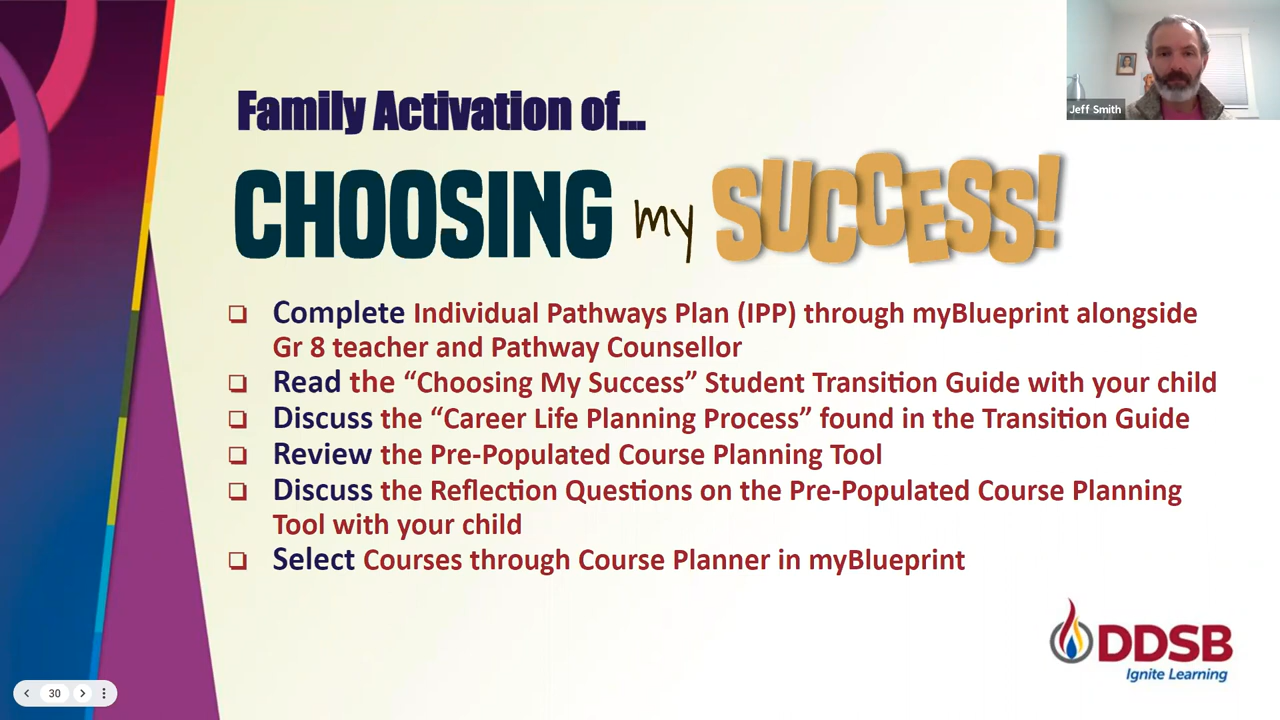 Jeff Smith
Family Activation of...
CHOOSING my SUCCESS!
❑ Complete Individual Pathways Plan (IPP) through myBlueprint alongside
Gr 8 teacher and Pathway Counsellor
❑ Read the “Choosing My Success” Student Transition Guide with your child
❑ Discuss the “Career Life Planning Process” found in the Transition Guide
❑ Review the Pre-Populated Course Planning Tool
❑ Discuss the Reflection Questions on the Pre-Populated Course Planning
Tool with your child
❑ Select Courses through Course Planner in myBlueprint
DDSB
Ignite Learning
30